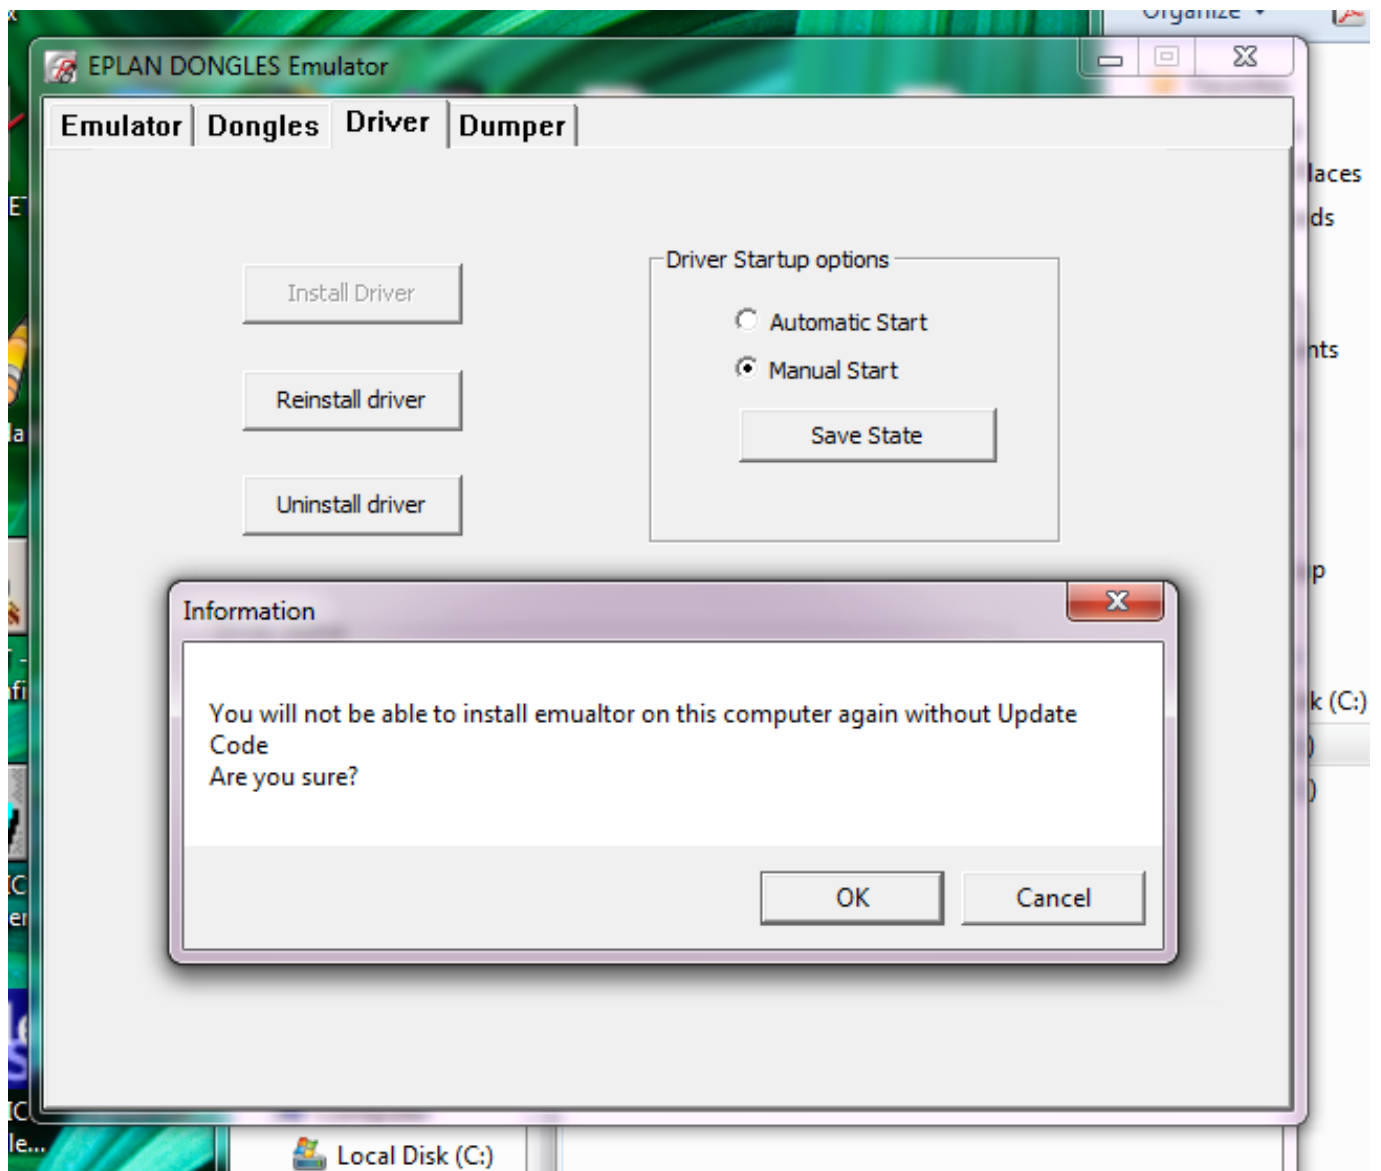 Organize
EPLAN DONGLES Emulator
Emulator Dongles Driver Dumper
Install Driver
Reinstall driver
Uninstall driver
Driver Startup options
Automatic Start
Manual Start
Save State
Information
You will not be able to install emualtor on this computer again without Update
Code
Are you sure?
OK Cancel
laces
ds
nts
p
k (C:)
)
)
Local Disk (C:)
le...